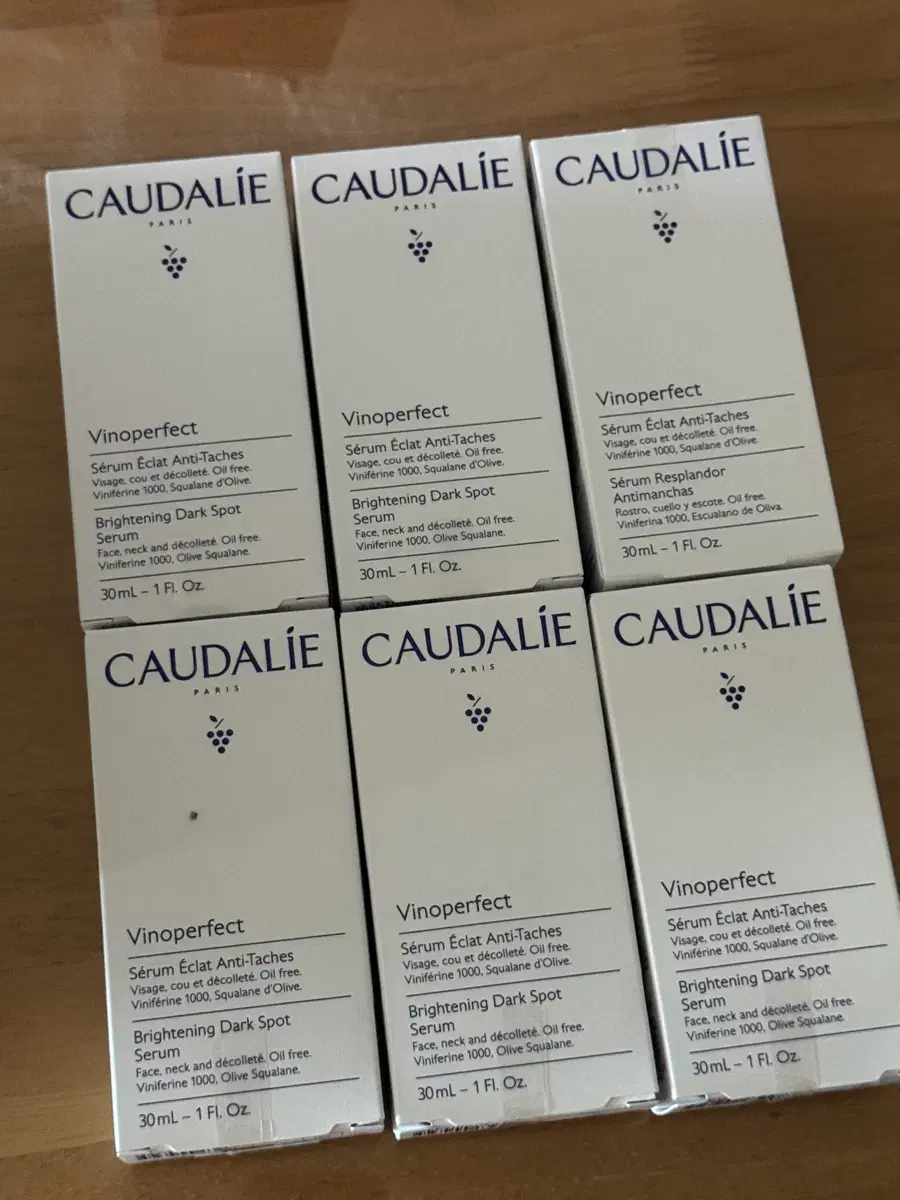 CAUDALÍE
PARIS
Vinoperfect
Sérum Éclat Anti-Taches
Visage, cou et décolleté. Oil free.
Viniférine 1000, Squalane d'Olive.
Brightening Dark Spot
Serum
Face, neck and décolleté. Oil free.
Viniferine 1000, Olive Squalane.
30mL – 1 Fl. Oz.
CAUDALÍE
PARIS
Vinoperfect
Sérum Éclat Anti-Taches
Visage, cou et décolleté. Oil free.
Viniférine 1000, Squalane d'Olive.
Brightening Dark Spot
Serum
Face, neck and décolleté. Oil free.
Viniferine 1000, Olive Squalane.
30mL – 1 Fl. Oz.
CAUDALÍE
PARIS
Vinoperfect
Sérum Éclat Anti-Taches
Visage, cou et décolleté. Oil free.
Viniférine 1000, Squalane d'Olive.
Sérum Resplandor
Antimanchas
Rostro, cuello y escote. Oil free.
Viniferina 1000, Escualano de Oliva.
30mL – 1 Fl. Oz.
CAUDALÍE
PARIS
Vinoperfect
Sérum Éclat Anti-Taches
Visage, cou et décolleté. Oil free.
Viniférine 1000, Squalane d'Olive.
Brightening Dark Spot
Serum
Face, neck and décolleté. Oil free.
Viniferine 1000, Olive Squalane.
30mL – 1 Fl. Oz.
CAUDALÍE
PARIS
Vinoperfect
Sérum Éclat Anti-Taches
Visage, cou et décolleté. Oil free.
Viniférine 1000, Squalane d'Olive.
Brightening Dark Spot
Serum
Face, neck and décolleté. Oil free.
Viniferine 1000, Olive Squalane.
30mL – 1 Fl. Oz.
CAUDALÍE
PARIS
Vinoperfect
Sérum Éclat Anti-Taches
Visage, cou et décolleté. Oil free.
Viniférine 1000, Squalane d'Olive.
Brightening Dark Spot
Serum
Face, neck and décolleté. Oil free.
Viniferine 1000, Olive Squalane.
30mL – 1 Fl. Oz.